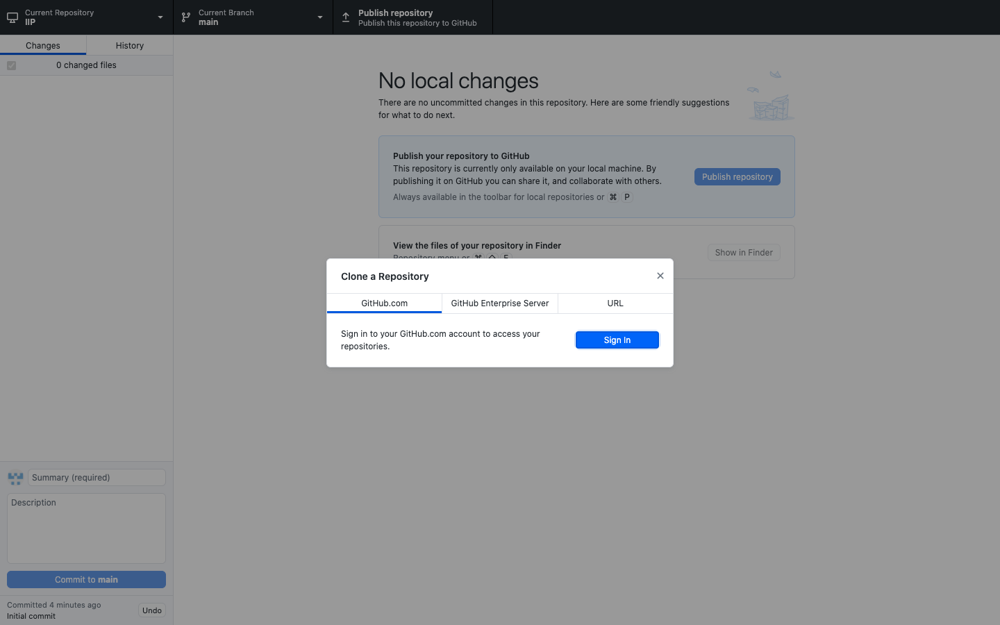 Current Repository
IIP
Current Branch
main
Publish repository
Publish this repository to GitHub
Changes
History
0 changed files
No local changes
There are no uncommitted changes in this repository. Here are some friendly suggestions
for what to do next.
Publish your repository to GitHub
This repository is currently only available on your local machine. By
publishing it on GitHub you can share it, and collaborate with others.
Always available in the toolbar for local repositories or ⌘ P
Publish repository
View the files of your repository in Finder
Repository menu or ⌘ ⇧ F
Show in Finder
Clone a Repository
GitHub.com
GitHub Enterprise Server
URL
Sign in to your GitHub.com account to access your
repositories.
Sign In
Summary (required)
Description
Commit to main
Committed 4 minutes ago
Initial commit
Undo